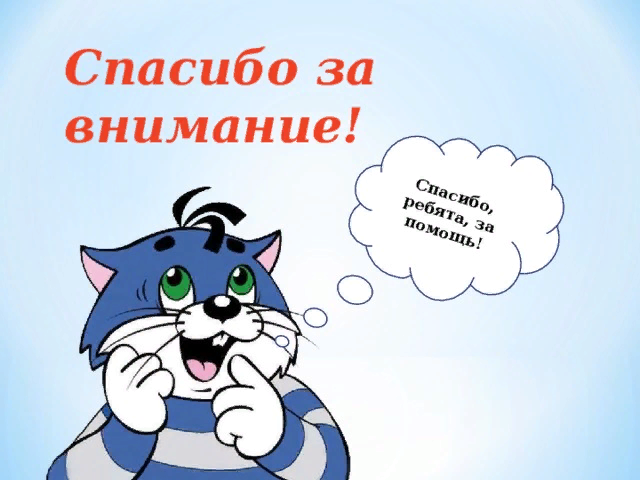 Спасибо за
внимание!
Спасибо,
ребята, за
помощь!